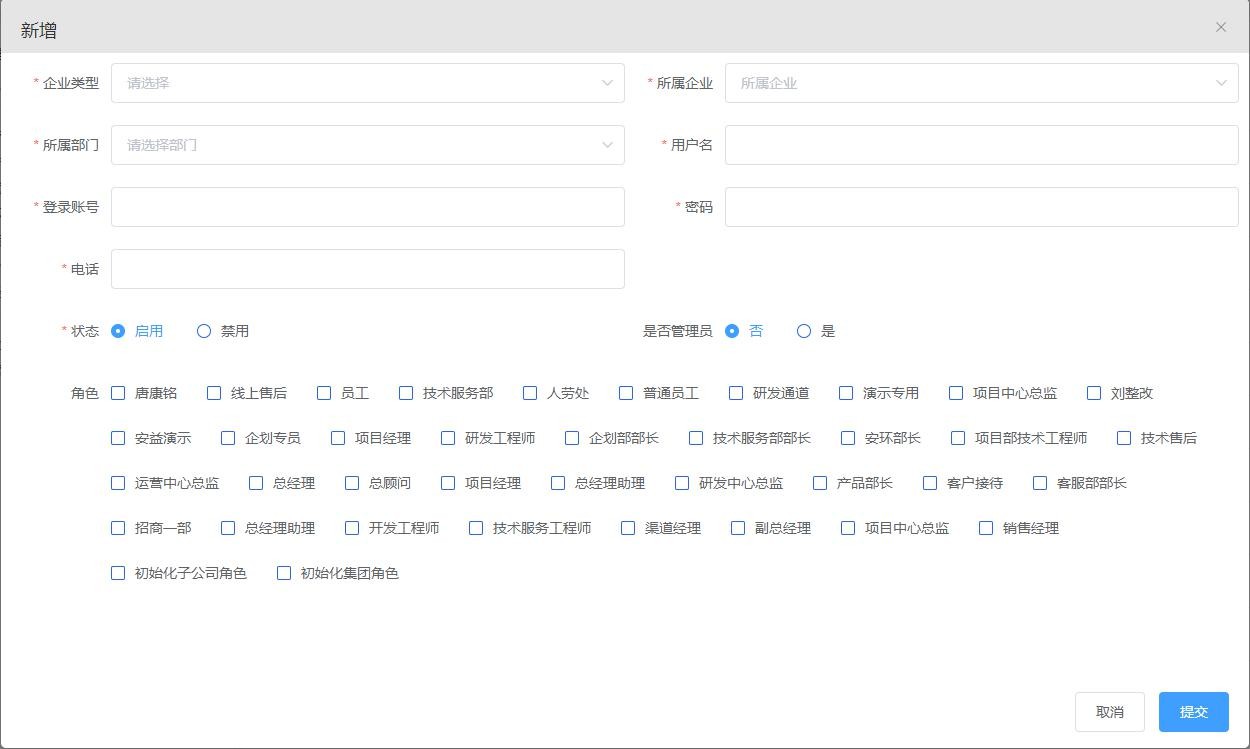 新增
* 企业类型 请选择 * 所属企业 所属企业
* 所属部门 请选择部门 * 用户名
* 登录账号 * 密码
* 电话
* 状态 启用 禁用 是否管理员 否 是
角色 唐康铭 线上售后 员工 技术服务部 人劳处 普通员工 研发通道 演示专用 项目中心总监 刘整改
安益演示 企划专员 项目经理 研发工程师 企划部部长 技术服务部部长 安环部长 项目部技术工程师 技术售后
运营中心总监 总经理 总顾问 项目经理 总经理助理 研发中心总监 产品部长 客户接待 客服部部长
招商一部 总经理助理 开发工程师 技术服务工程师 渠道经理 副总经理 项目中心总监 销售经理
初始化子公司角色 初始化集团角色
取消 提交